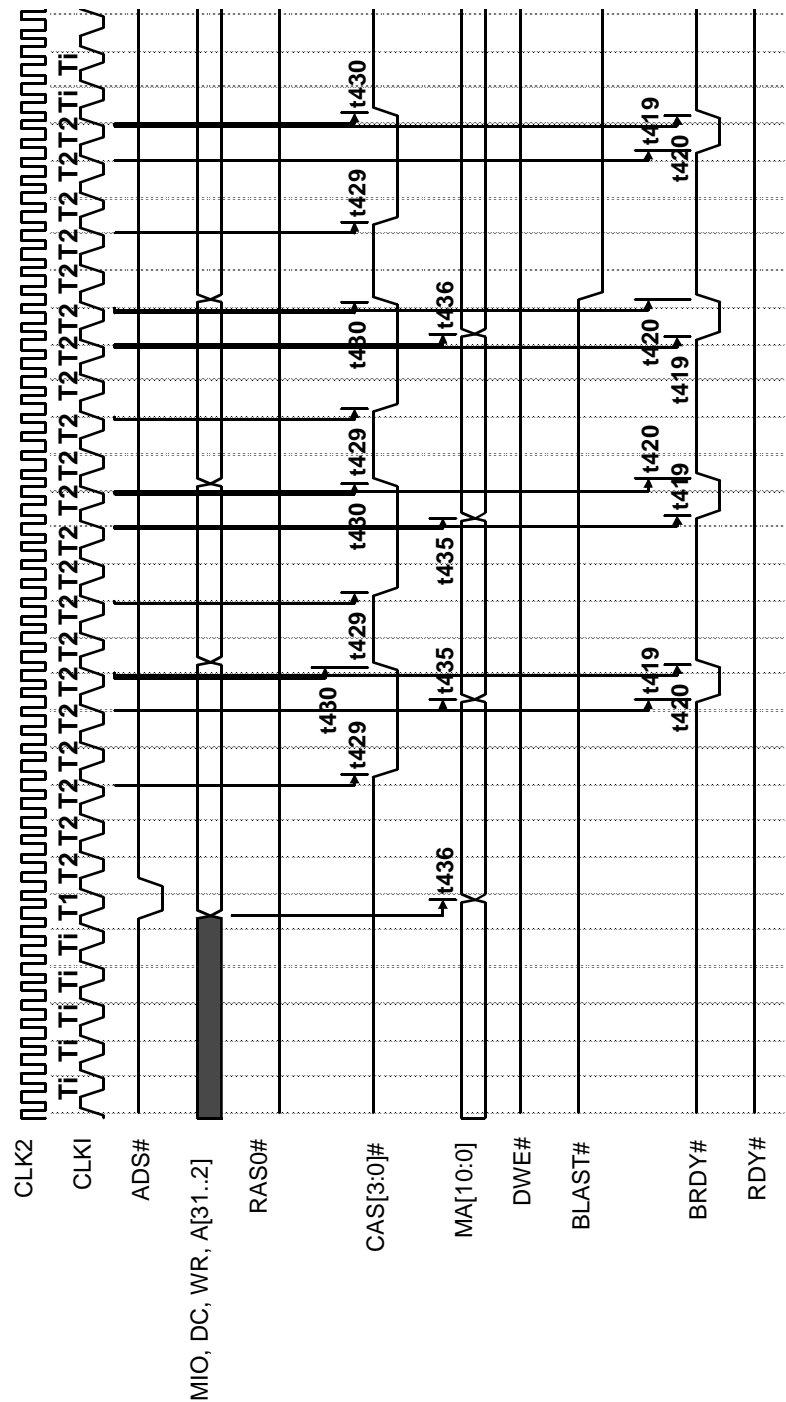 CLK2
CLKI Ti Ti Ti Ti Ti T1 T2 T2 T2 T2 T2 T2 T2 T2 T2 T2 T2 T2 T2 T2 T2 T2 T2 T2 T2 T2 T2 Ti Ti
ADS#
MIO, DC, WR, A[31..2]
RAS0#
t430
t429 t429 t430 t429 t430 t429 t430
CAS[3:0]#
t436 t435 t435 t436
MA[10:0]
DWE#
BLAST#
t419 t420 t420 t419
t420 t419 t419 t420
BRDY#
RDY#